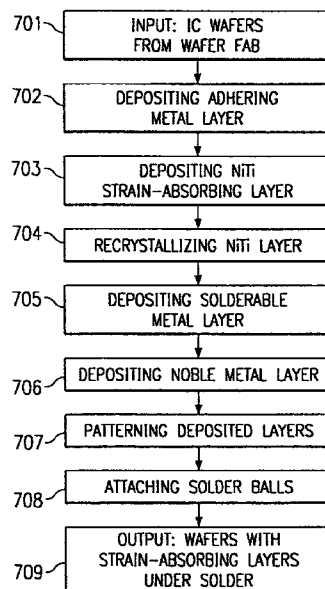 701
INPUT: IC WAFERS
FROM WAFER FAB
702
DEPOSITING ADHERING
METAL LAYER
703
DEPOSITING NiTi
STRAIN-ABSORBING LAYER
704
RECRYSTALLIZING NiTi LAYER
705
DEPOSITING SOLDERABLE
METAL LAYER
706
DEPOSITING NOBLE METAL LAYER
707
PATTERNING DEPOSITED LAYERS
708
ATTACHING SOLDER BALLS
709
OUTPUT: WAFERS WITH
STRAIN-ABSORBING LAYERS
UNDER SOLDER